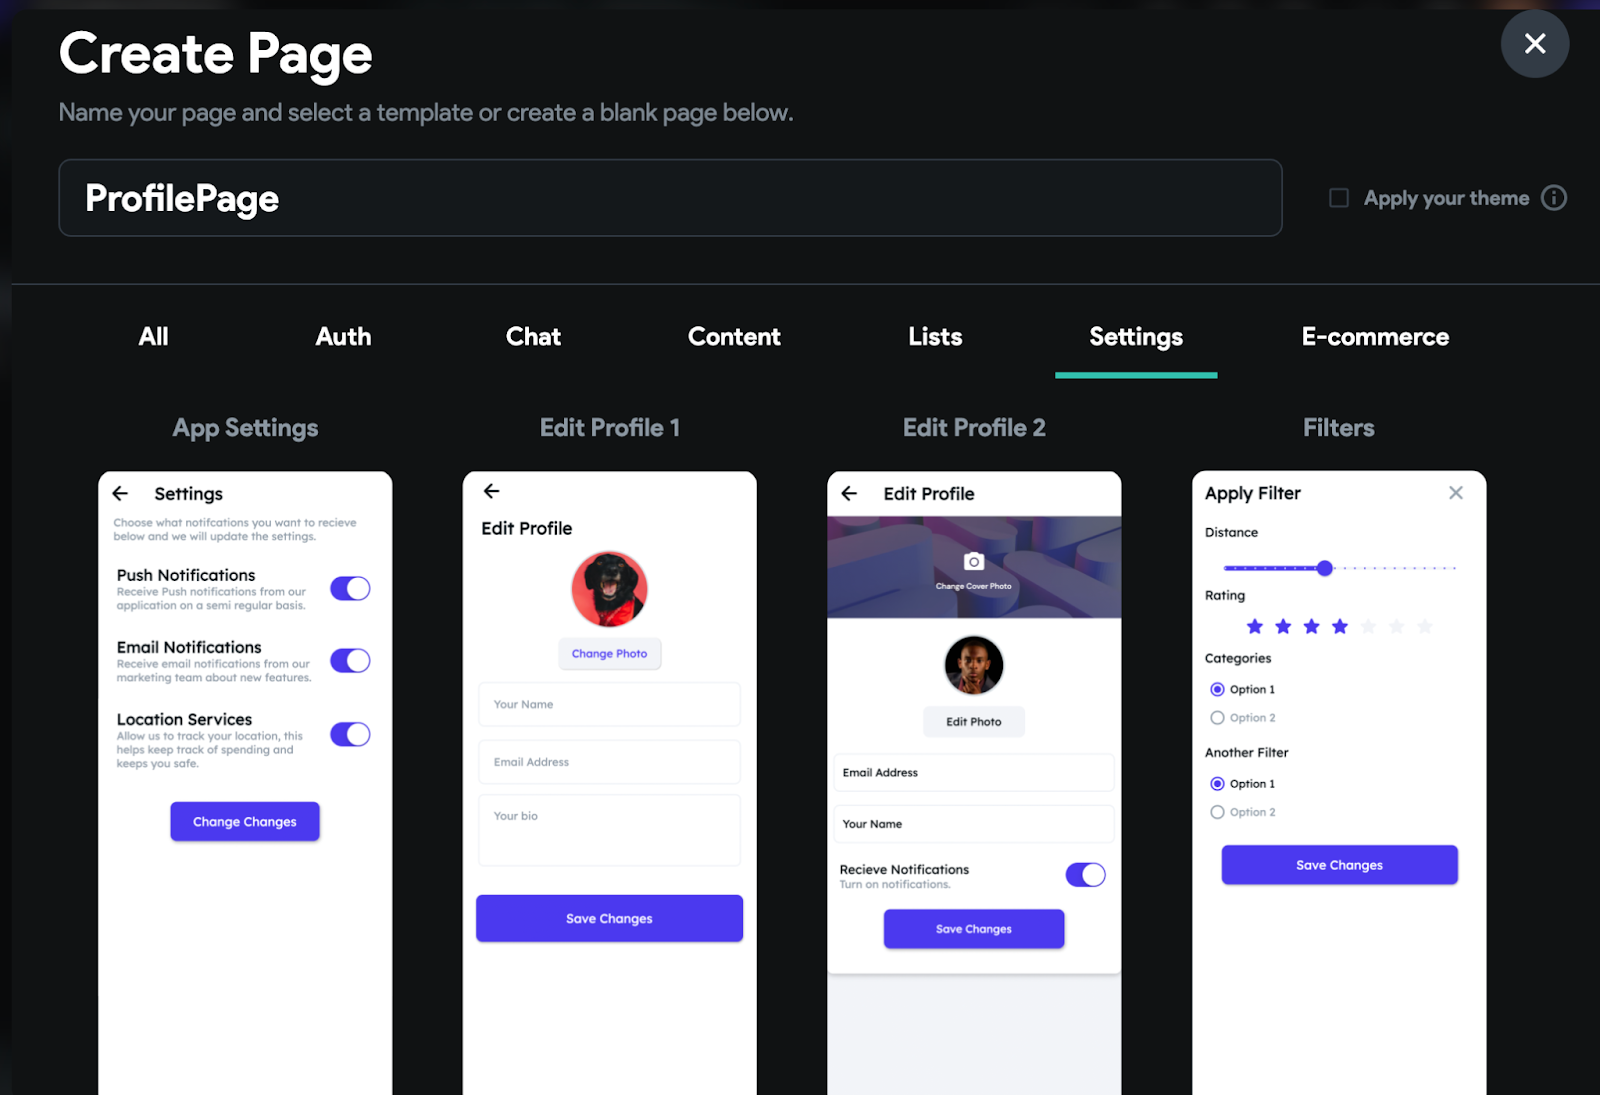 Create Page
Name your page and select a template or create a blank page below.
ProfilePage
Apply your theme
All
Auth
Chat
Content
Lists
Settings
E-commerce
App Settings
Settings
Choose what notifcations you want to recieve
below and we will update the settings.
Push Notifications
Receive Push notifications from our
application on a semi regular basis.
Email Notifications
Receive email notifications from our
marketing team about new features.
Location Services
Allow us to track your location, this
helps keep track of spending and
keeps you safe.
Change Changes
Edit Profile 1
Edit Profile
Change Photo
Your Name
Email Address
Your bio
Save Changes
Edit Profile 2
Edit Profile
Change Cover Photo
Edit Photo
Email Address
Your Name
Recieve Notifications
Turn on notifications.
Save Changes
Filters
Apply Filter
Distance
Rating
Categories
Option 1
Option 2
Another Filter
Option 1
Option 2
Save Changes